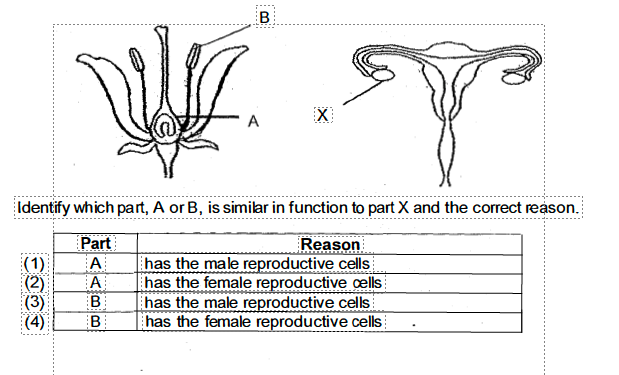 B
A
X
Identify which part, A or B, is similar in function to part X and the correct reason.
Part Reason
(1) A has the male reproductive cells
(2) A has the female reproductive cells
(3) B has the male reproductive cells
(4) B has the female reproductive cells